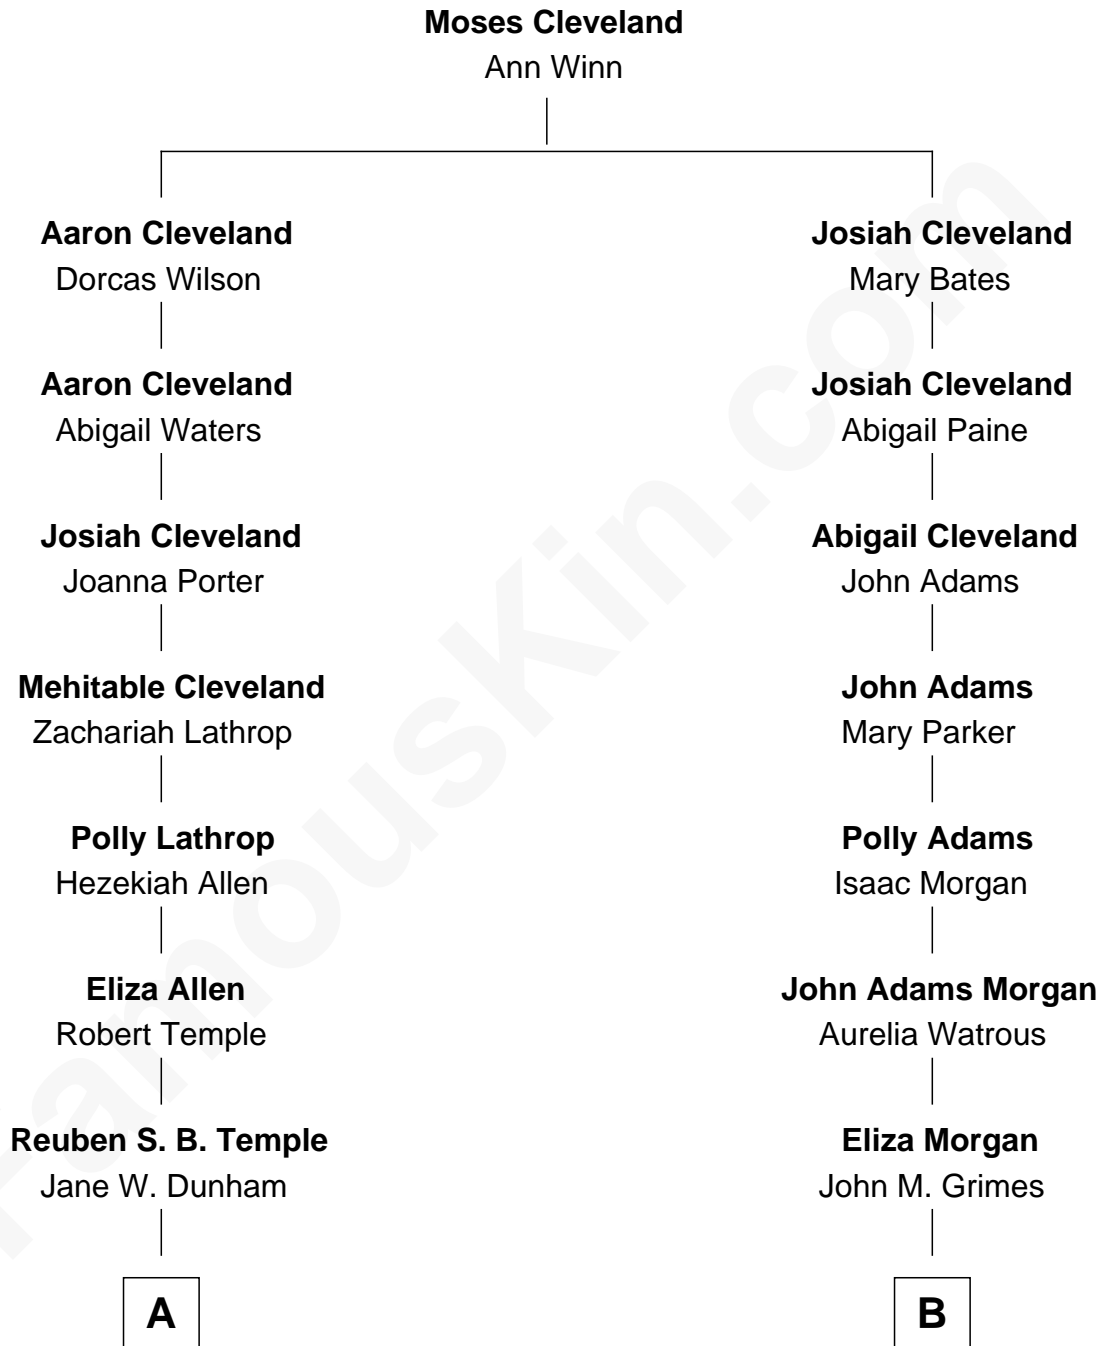 Moses Cleveland
Ann Winn
Aaron Cleveland
Dorcas Wilson
Josiah Cleveland
Mary Bates
Aaron Cleveland
Abigail Waters
Josiah Cleveland
Abigail Paine
Josiah Cleveland
Joanna Porter
Abigail Cleveland
John Adams
Mehitable Cleveland
Zachariah Lathrop
John Adams
Mary Parker
Polly Lathrop
Hezekiah Allen
Polly Adams
Isaac Morgan
Eliza Allen
Robert Temple
John Adams Morgan
Aurelia Watrous
Reuben S. B. Temple
Jane W. Dunham
Eliza Morgan
John M. Grimes
A
B
FamousKin.com